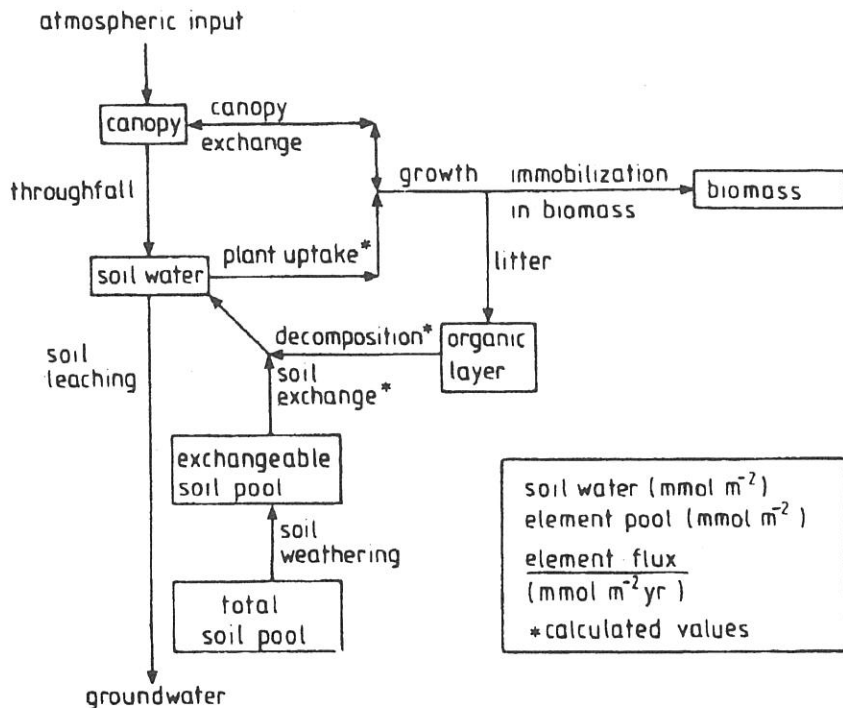 atmospheric input
canopy
canopy
exchange
throughfall
growth
immobilization
in biomass
biomass
soil water
plant uptake*
litter
decomposition*
organic
layer
soil
leaching
soil
exchange*
exchangeable
soil pool
soil
weathering
total
soil pool
groundwater
soil water (mmol m⁻²)
element pool (mmol m⁻²)
element flux
(mmol m⁻² yr)
*calculated values